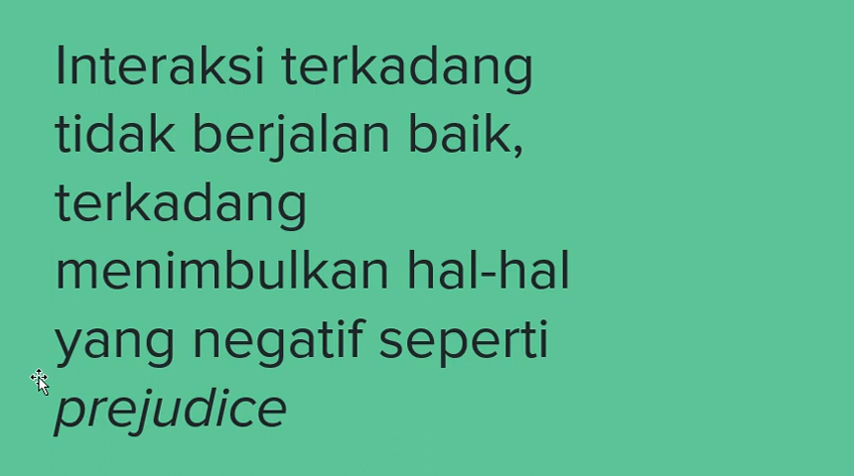 Interaksi terkadang
tidak berjalan baik,
terkadang
menimbulkan hal-hal
yang negatif seperti
prejudice